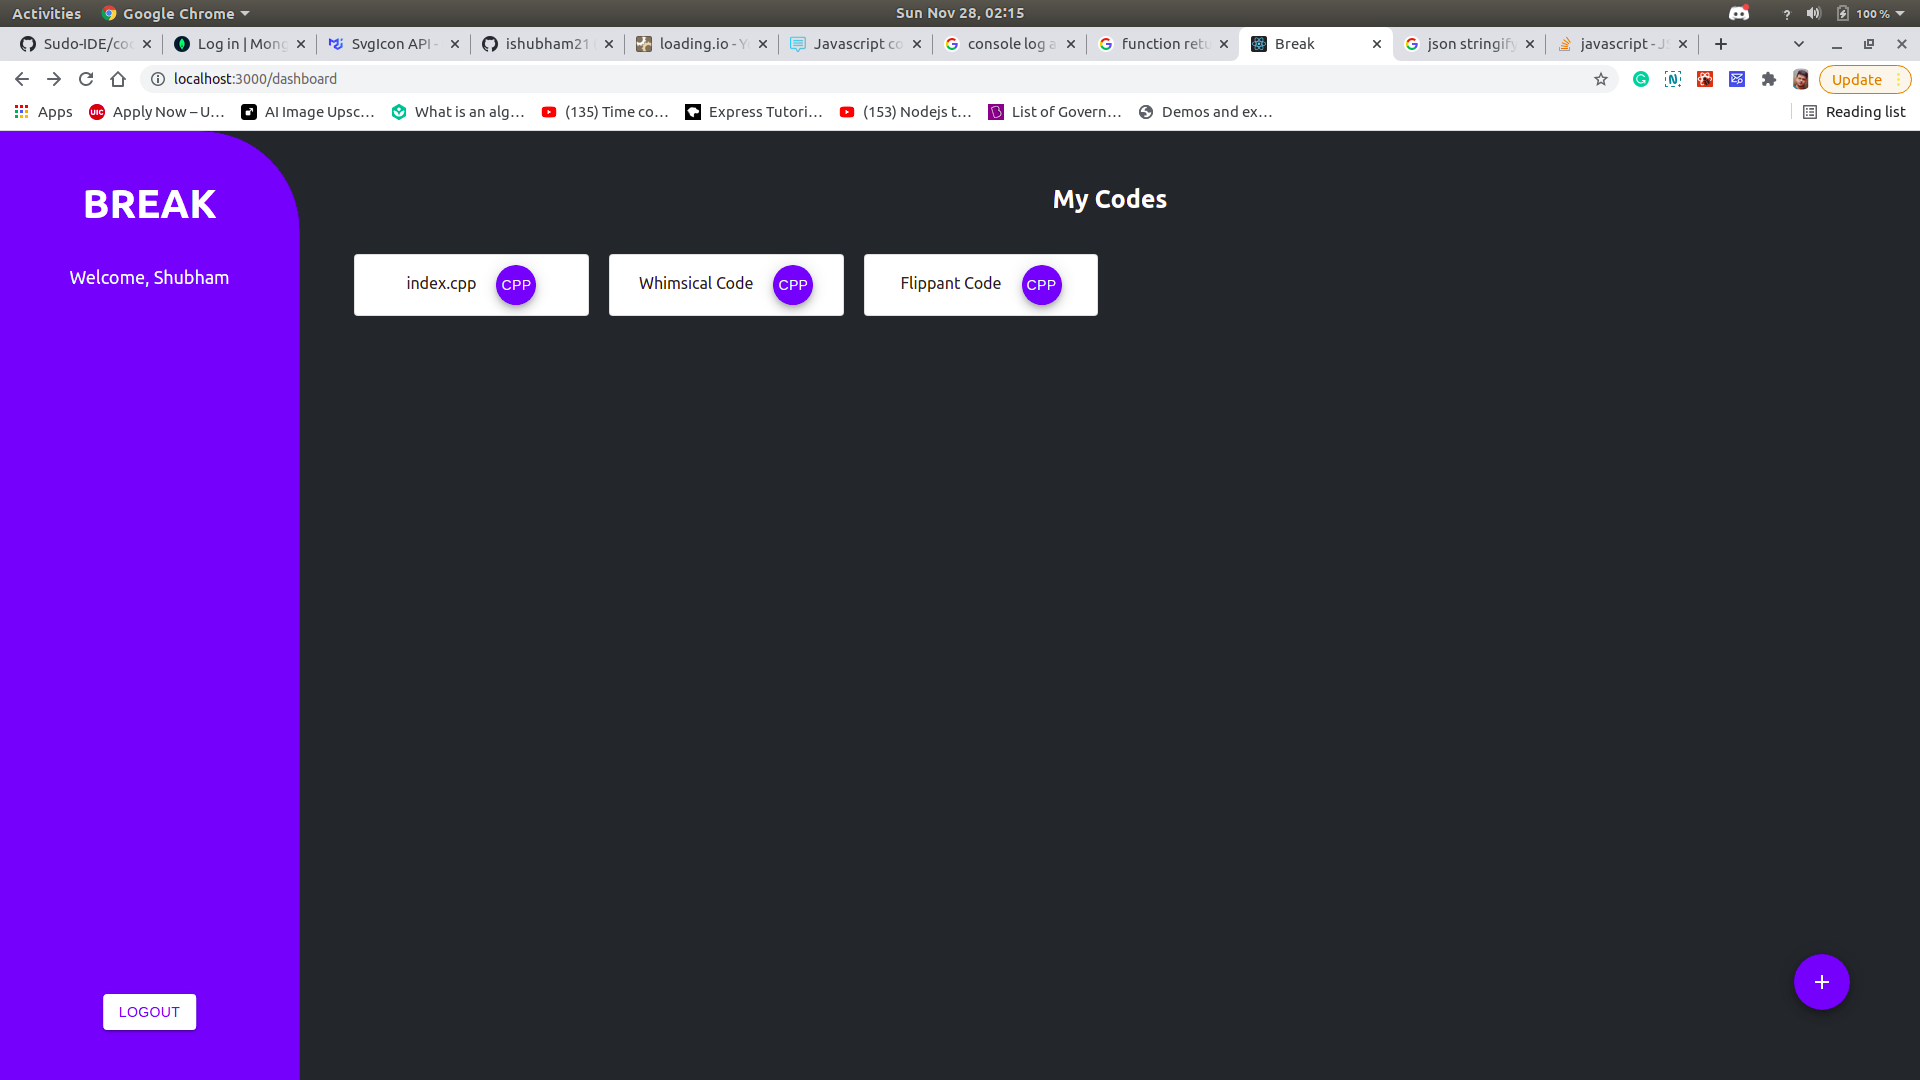 Activities Google Chrome Sun Nov 28, 02:15 ? 100 %
Sudo-IDE/co Log in | Mong SvgIcon API - ishubham21 loading.io - Y Javascript co console log a function retu Break json stringify javascript - JS
localhost:3000/dashboard Update
Apps Apply Now – U... AI Image Upsc... What is an alg... (135) Time co... Express Tutori... (153) Nodejs t... List of Govern... Demos and ex... Reading list
BREAK
My Codes
Welcome, Shubham
index.cpp CPP Whimsical Code CPP Flippant Code CPP
+
LOGOUT